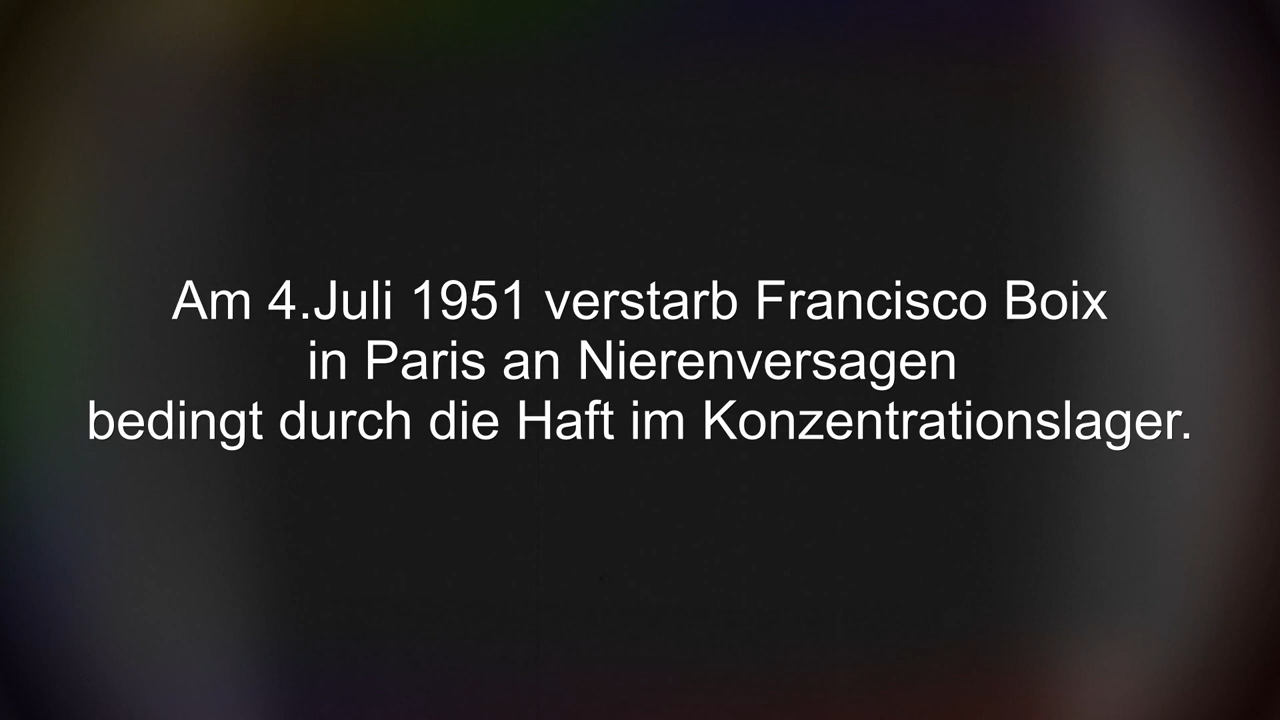 Am 4.Juli 1951 verstarb Francisco Boix
in Paris an Nierenversagen
bedingt durch die Haft im Konzentrationslager.